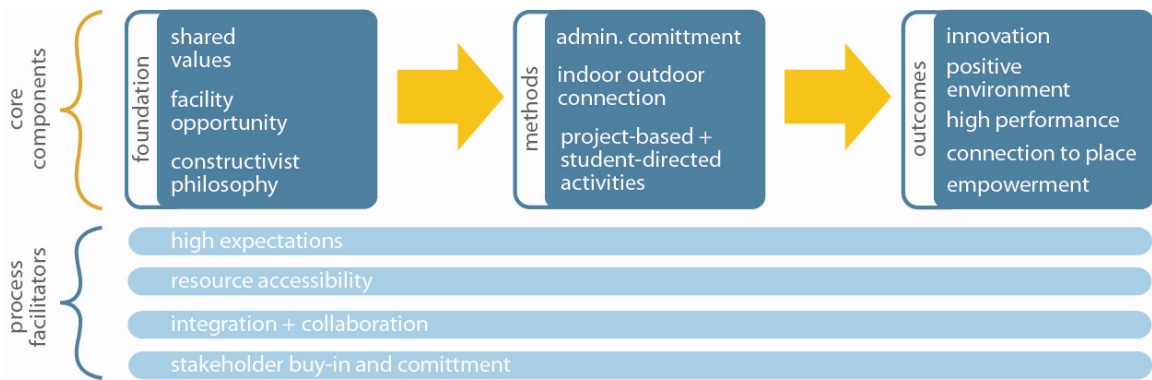 core
components
foundation
shared
values
facility
opportunity
constructivist
philosophy
methods
admin. comittment
indoor outdoor
connection
project-based +
student-directed
activities
outcomes
innovation
positive
environment
high performance
connection to place
empowerment
process
facilitators
high expectations
resource accessibility
integration + collaboration
stakeholder buy-in and comittment